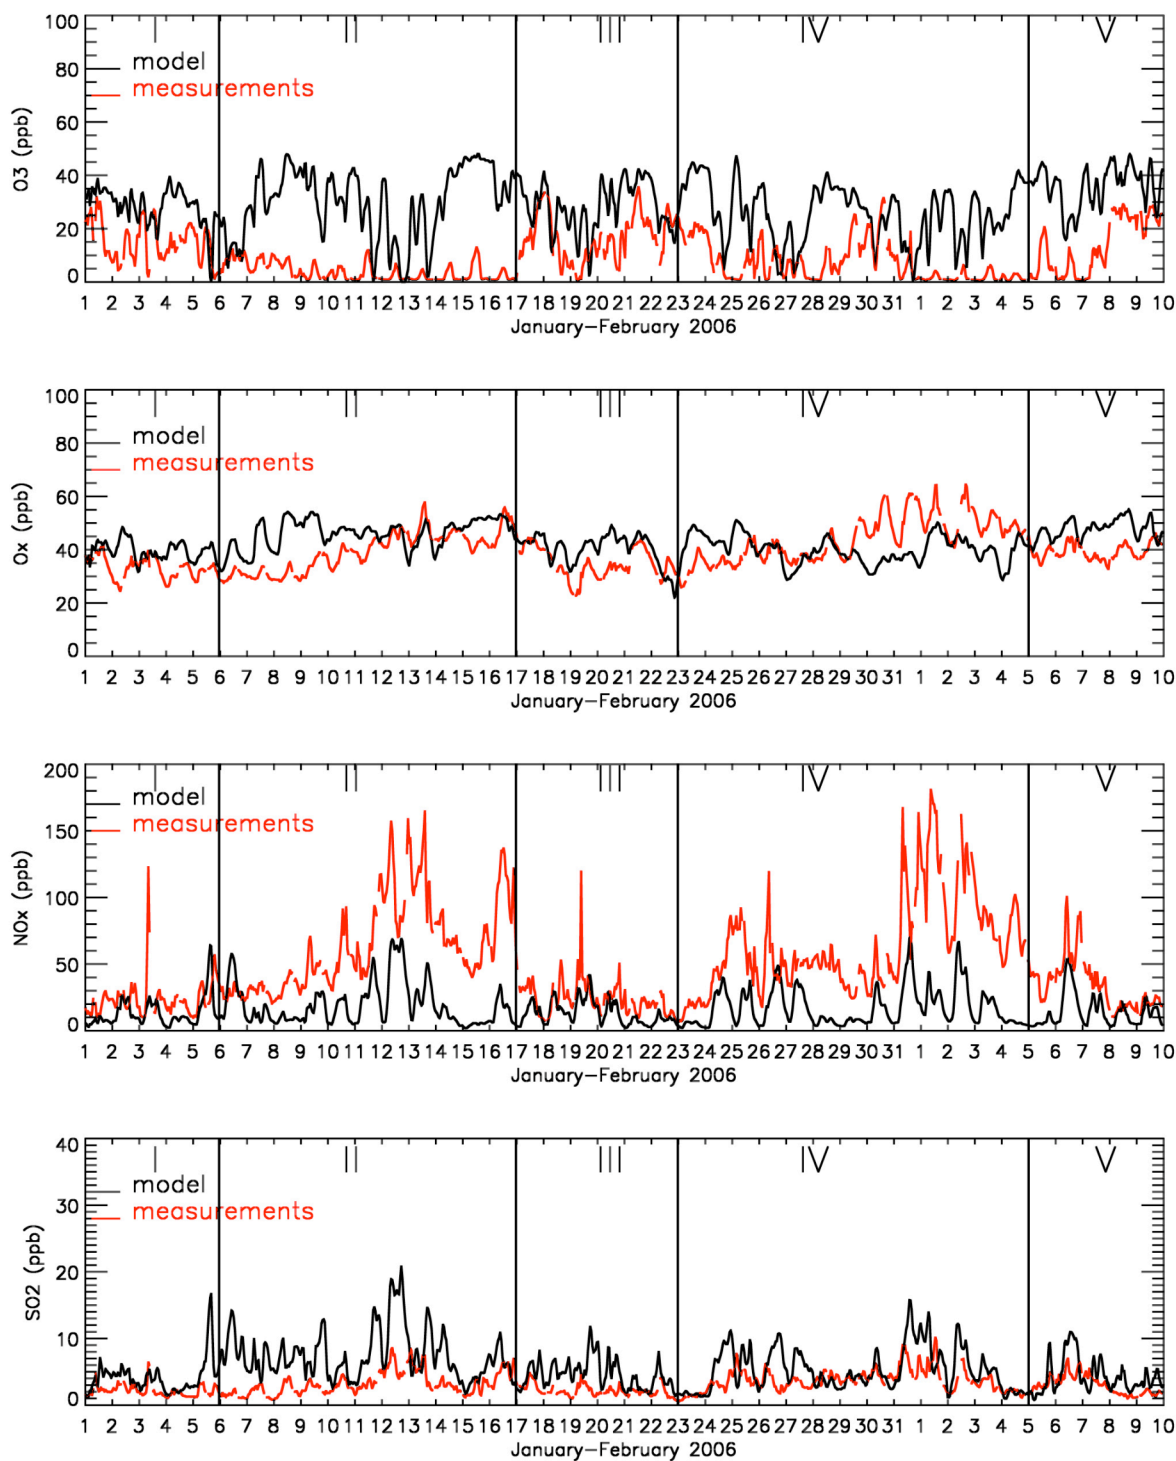 100
I II III IV V
80
model
measurements
60
O3 (ppb)
40
20
0
1 2 3 4 5 6 7 8 9 10 11 12 13 14 15 16 17 18 19 20 21 22 23 24 25 26 27 28 29 30 31 1 2 3 4 5 6 7 8 9 10
January-February 2006
100
I II III IV V
80
model
measurements
60
Ox (ppb)
40
20
0
1 2 3 4 5 6 7 8 9 10 11 12 13 14 15 16 17 18 19 20 21 22 23 24 25 26 27 28 29 30 31 1 2 3 4 5 6 7 8 9 10
January-February 2006
200
I II III IV V
model
measurements
150
NOx (ppb)
100
50
0
1 2 3 4 5 6 7 8 9 10 11 12 13 14 15 16 17 18 19 20 21 22 23 24 25 26 27 28 29 30 31 1 2 3 4 5 6 7 8 9 10
January-February 2006
40
I II III IV V
model
measurements
30
SO2 (ppb)
20
10
0
1 2 3 4 5 6 7 8 9 10 11 12 13 14 15 16 17 18 19 20 21 22 23 24 25 26 27 28 29 30 31 1 2 3 4 5 6 7 8 9 10
January-February 2006